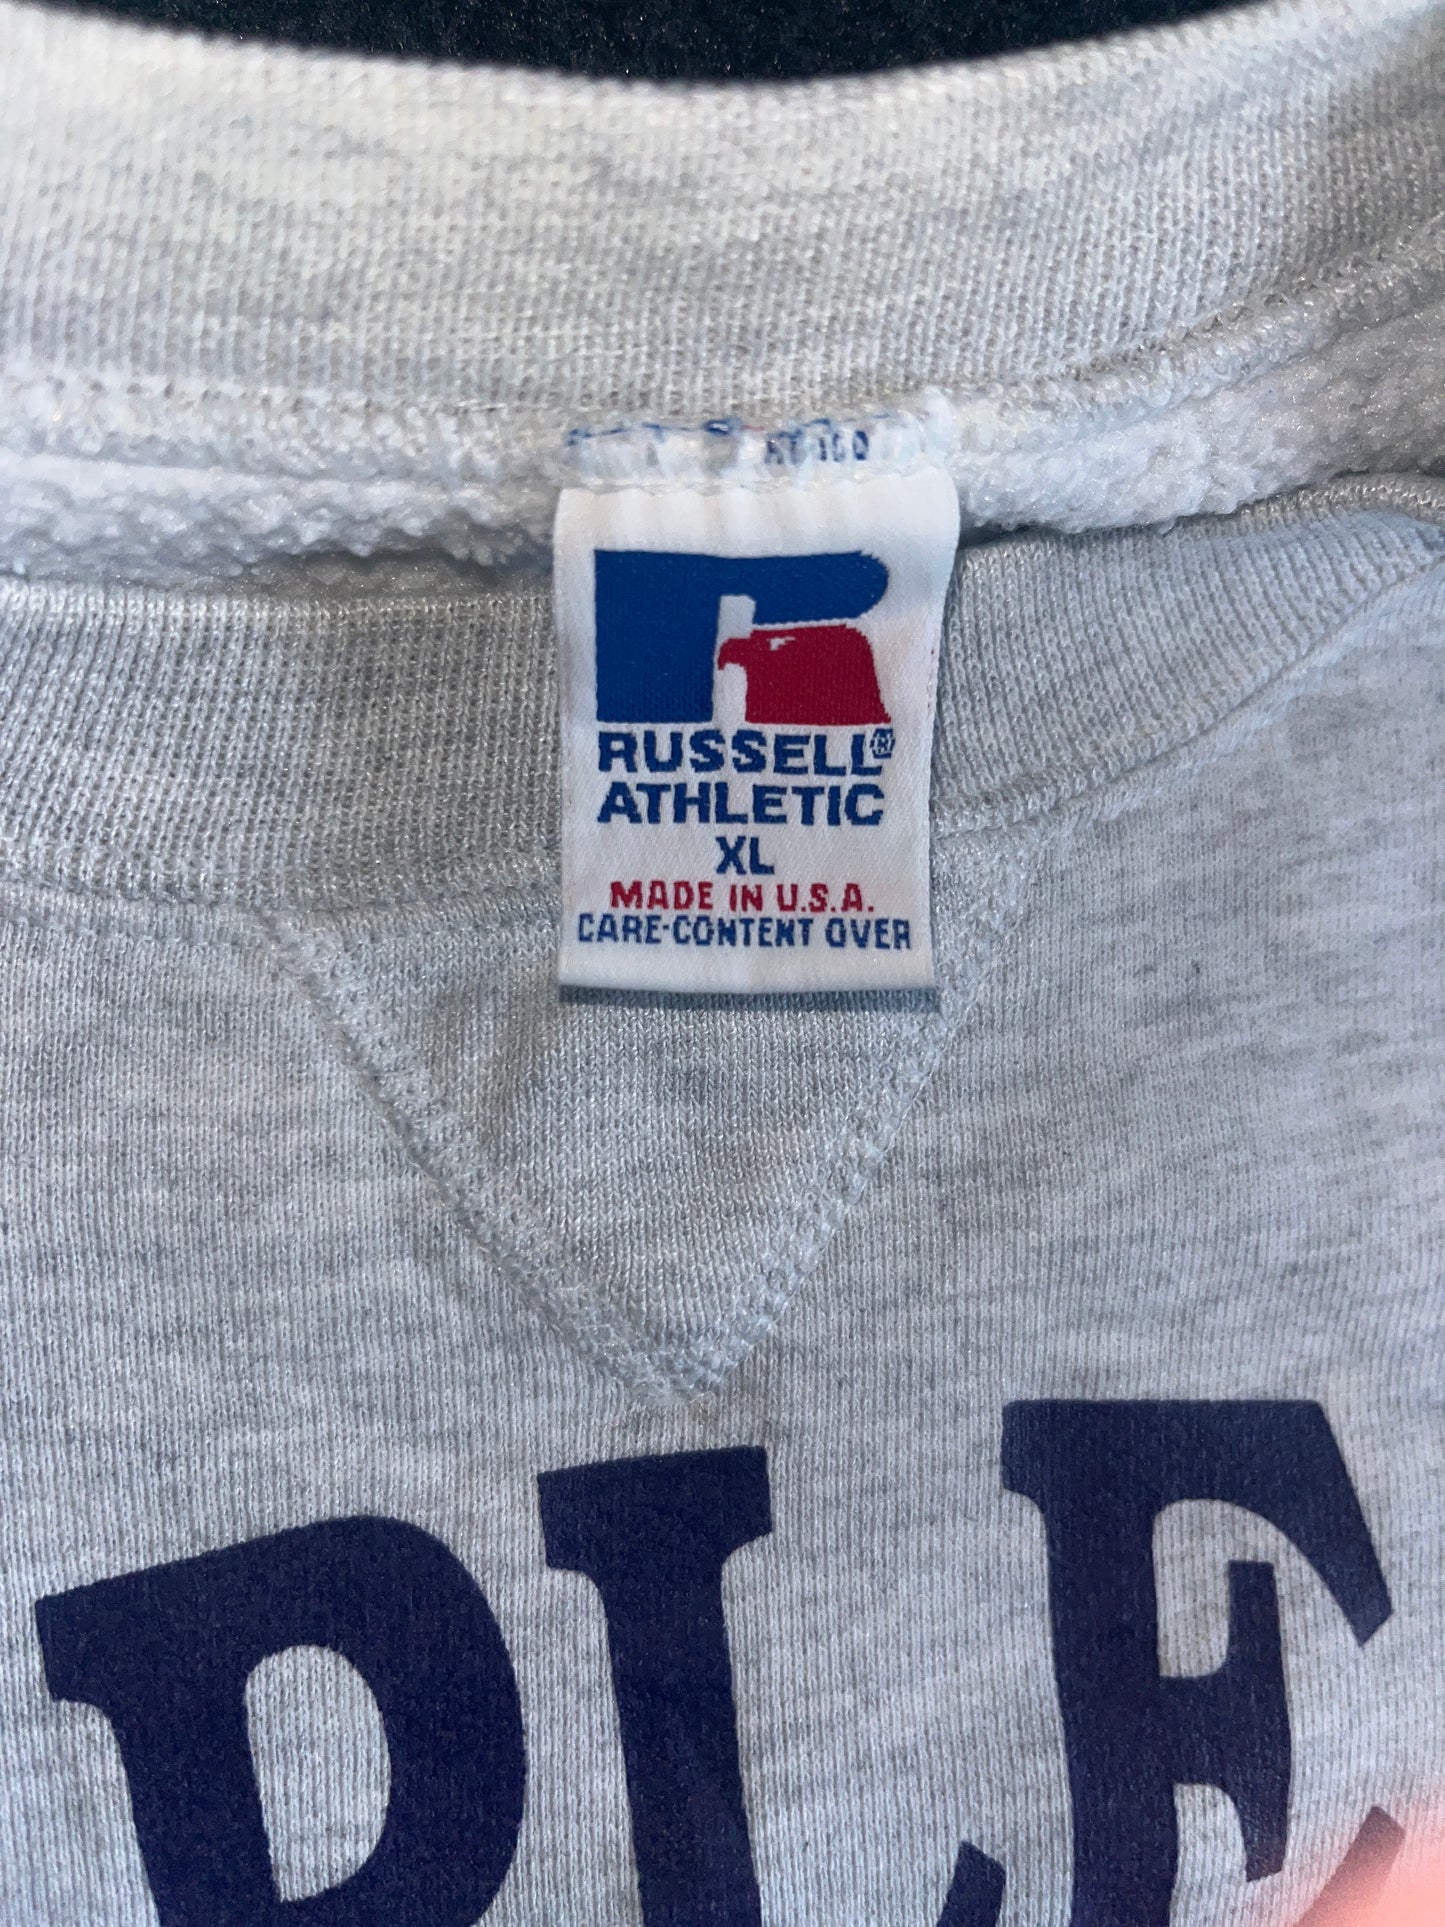 RUSSELL®
ATHLETIC
XL
MADE IN U.S.A.
CARE-CONTENT OVER
PLE